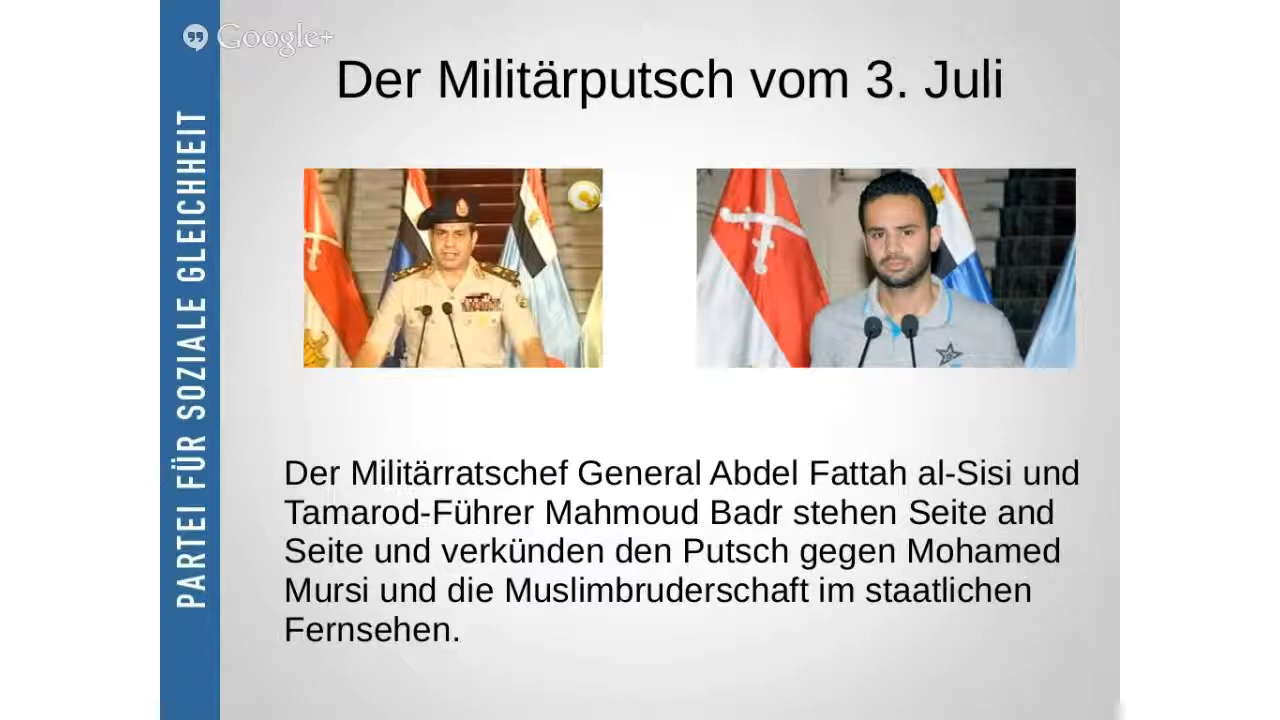 Google+
Der Militärputsch vom 3. Juli
PARTEI FÜR SOZIALE GLEICHHEIT
Der Militärratschef General Abdel Fattah al-Sisi und
Tamarod-Führer Mahmoud Badr stehen Seite and
Seite und verkünden den Putsch gegen Mohamed
Mursi und die Muslimbruderschaft im staatlichen
Fernsehen.